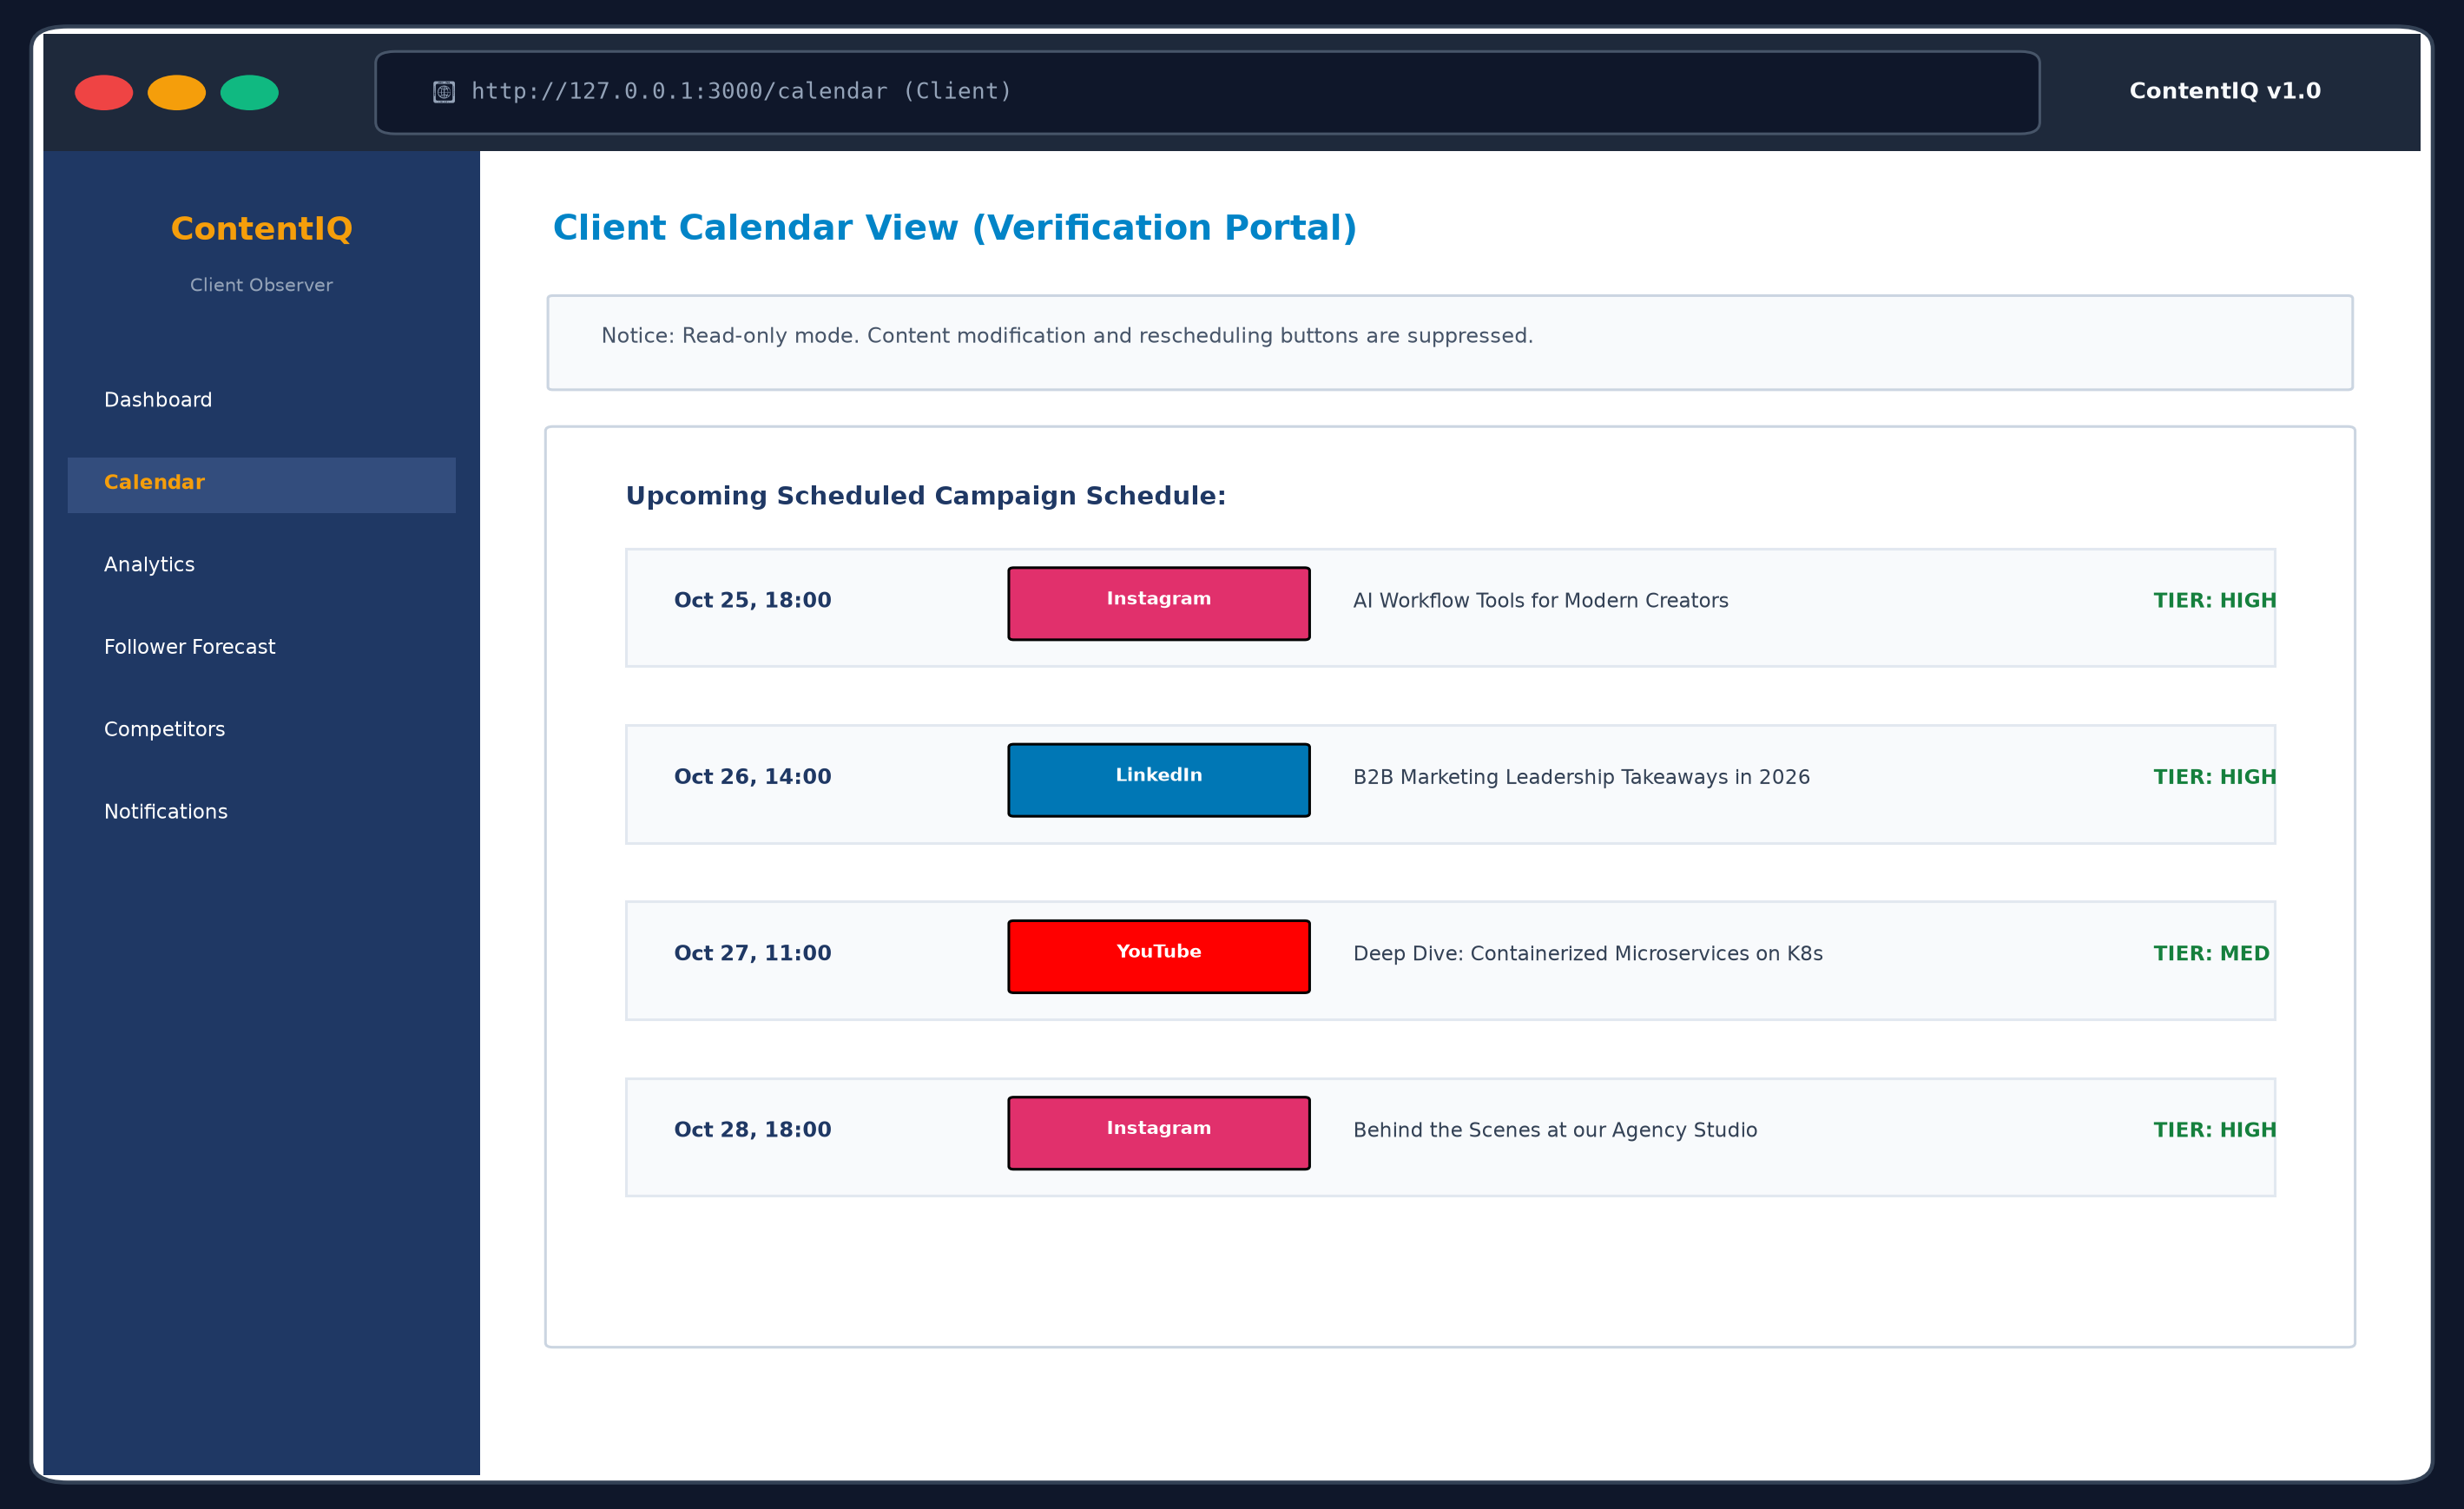 http://127.0.0.1:3000/calendar (Client)
ContentIQ v1.0
ContentIQ
Client Observer
Dashboard
Calendar
Analytics
Follower Forecast
Competitors
Notifications
Client Calendar View (Verification Portal)
Notice: Read-only mode. Content modification and rescheduling buttons are suppressed.
Upcoming Scheduled Campaign Schedule:
Oct 25, 18:00 Instagram AI Workflow Tools for Modern Creators TIER: HIGH
Oct 26, 14:00 LinkedIn B2B Marketing Leadership Takeaways in 2026 TIER: HIGH
Oct 27, 11:00 YouTube Deep Dive: Containerized Microservices on K8s TIER: MED
Oct 28, 18:00 Instagram Behind the Scenes at our Agency Studio TIER: HIGH